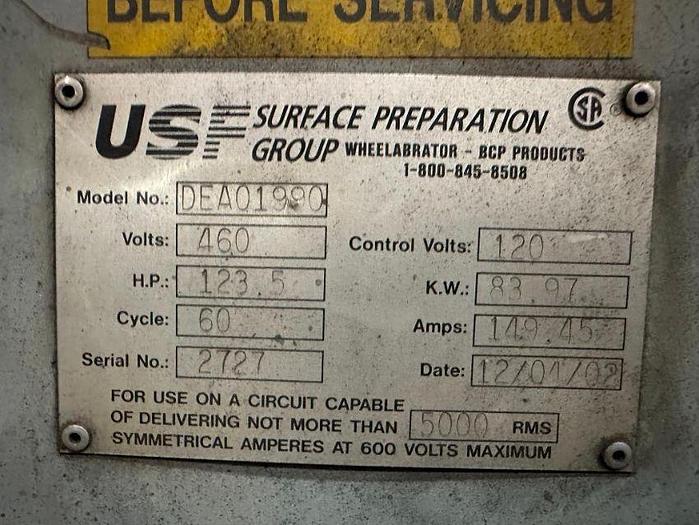 BEFORE SERVICING
USF SURFACE PREPARATION
GROUP WHEELABRATOR - BCP PRODUCTS
1-800-845-8508
SA
Model No.: DEA01990
Volts: 460 Control Volts: 120
H.P.: 123.5 K.W.: 83.97
Cycle: 60 Amps: 149.45
Serial No.: 2727 Date: 12/01/02
FOR USE ON A CIRCUIT CAPABLE
OF DELIVERING NOT MORE THAN 5000 RMS
SYMMETRICAL AMPERES AT 600 VOLTS MAXIMUM